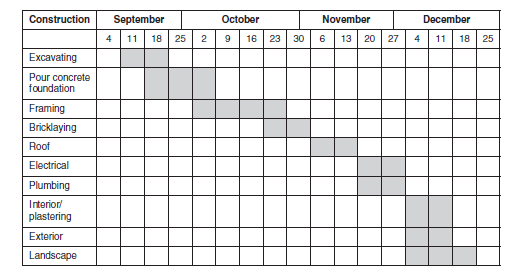 Construction September October November December
4 11 18 25 2 9 16 23 30 6 13 20 27 4 11 18 25
Excavating
Pour concrete
foundation
Framing
Bricklaying
Roof
Electrical
Plumbing
Interior/
plastering
Exterior
Landscape